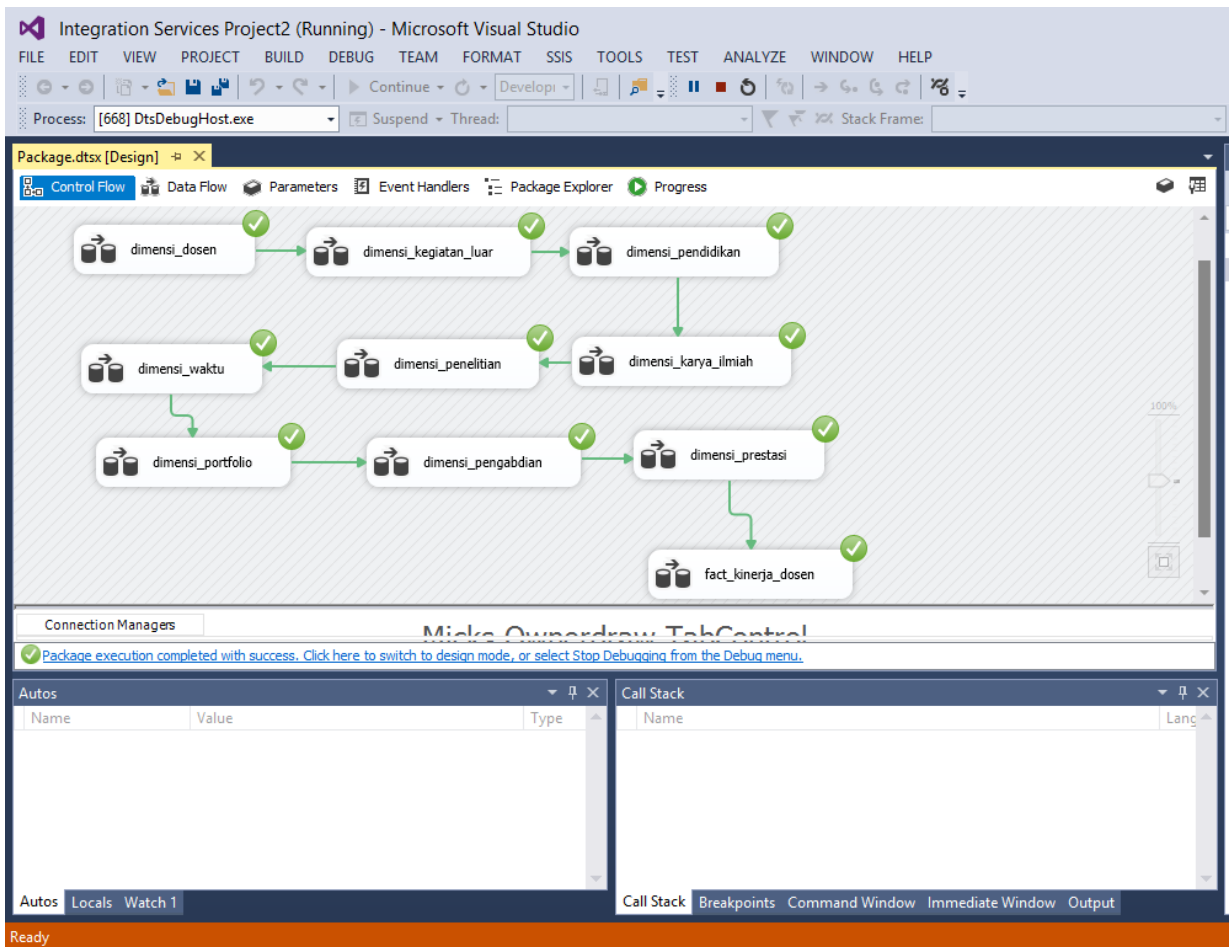 Integration Services Project2 (Running) - Microsoft Visual Studio
FILE EDIT VIEW PROJECT BUILD DEBUG TEAM FORMAT SSIS TOOLS TEST ANALYZE WINDOW HELP
Continue Developi
Process: [668] DtsDebugHost.exe Suspend Thread: Stack Frame:
Package.dtsx [Design]
Control Flow Data Flow Parameters Event Handlers Package Explorer Progress
dimensi_dosen dimensi_kegiatan_luar dimensi_pendidikan
dimensi_waktu dimensi_penelitian dimensi_karya_ilmiah
100%
dimensi_portfolio dimensi_pengabdian dimensi_prestasi
fact_kinerja_dosen
Connection Managers Micks Ownerdraw TabControl
Package execution completed with success. Click here to switch to design mode, or select Stop Debugging from the Debug menu.
Autos Call Stack
Name Value Type Name Lang
Autos Locals Watch 1 Call Stack Breakpoints Command Window Immediate Window Output
Ready